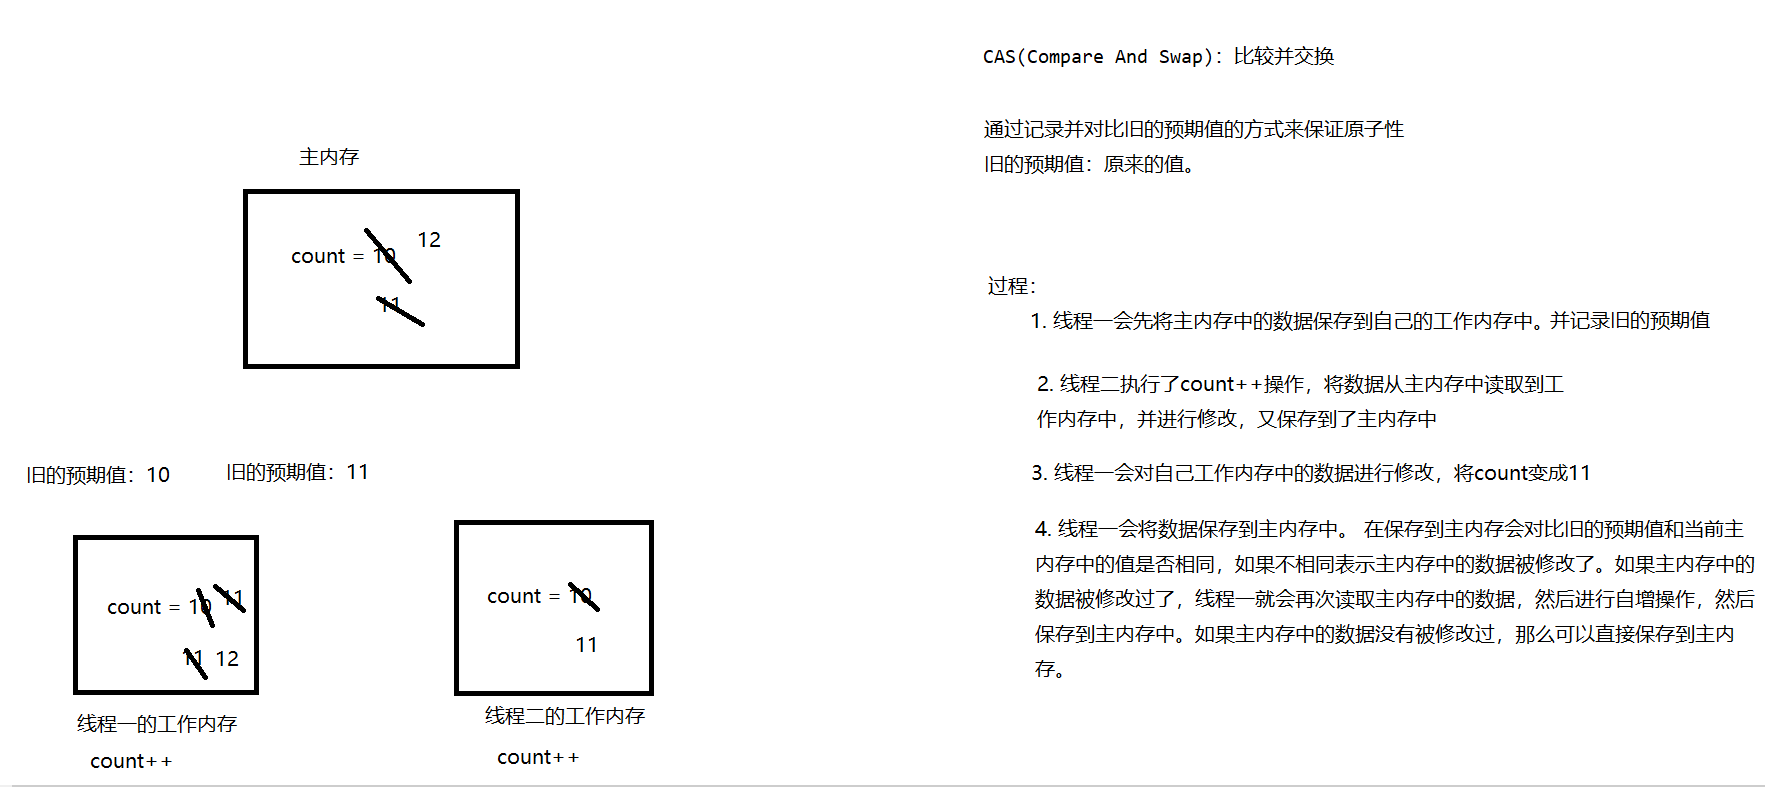 CAS(Compare And Swap)：比较并交换
通过记录并对比旧的预期值的方式来保证原子性
旧的预期值：原来的值。
主内存
count = 10
12
11
过程：
1. 线程一会先将主内存中的数据保存到自己的工作内存中。并记录旧的预期值
2. 线程二执行了count++操作，将数据从主内存中读取到工
作内存中，并进行修改，又保存到了主内存中
3. 线程一会对自己工作内存中的数据进行修改，将count变成11
4. 线程一会将数据保存到主内存中。 在保存到主内存会对比旧的预期值和当前主
内存中的值是否相同，如果不相同表示主内存中的数据被修改了。如果主内存中的
数据被修改过了，线程一就会再次读取主内存中的数据，然后进行自增操作，然后
保存到主内存中。如果主内存中的数据没有被修改过，那么可以直接保存到主内
存。
旧的预期值：10
旧的预期值：11
count = 10 11
11 12
线程一的工作内存
count++
count = 10
11
线程二的工作内存
count++